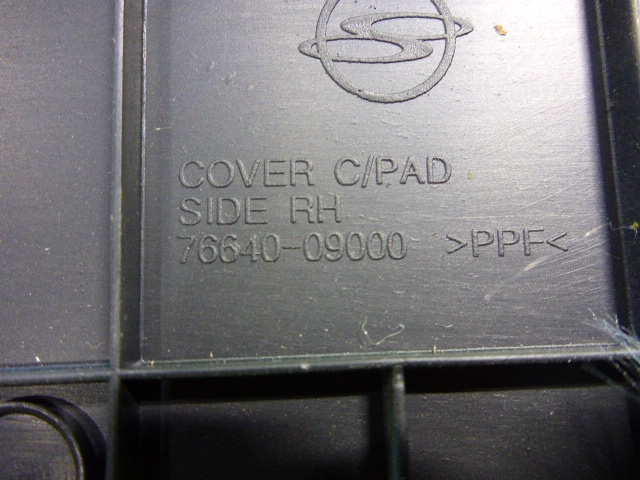 COVER C/PAD
SIDE RH
76640-09000 >PPF<